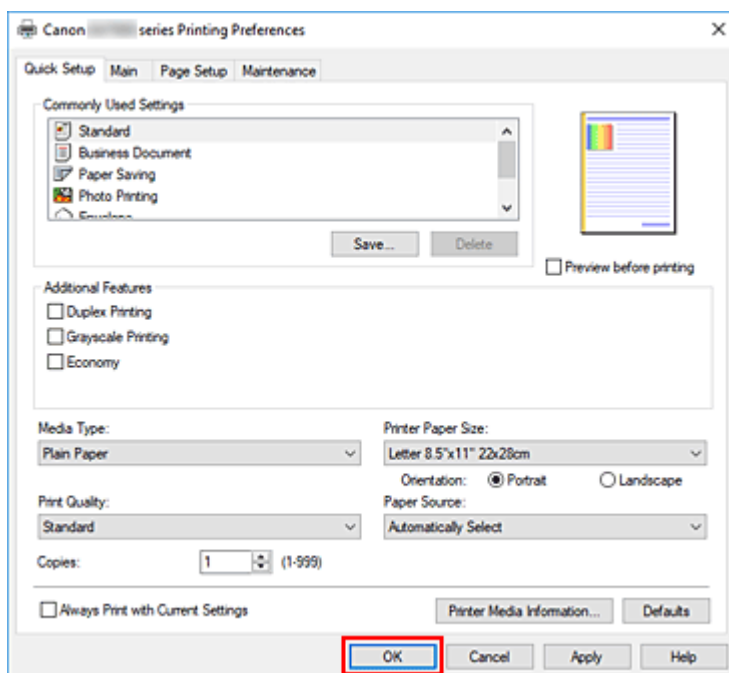 Canon series Printing Preferences
Quick Setup Main Page Setup Maintenance
Commonly Used Settings
Standard
Business Document
Paper Saving
Photo Printing
Save... Delete
Preview before printing
Additional Features
Duplex Printing
Grayscale Printing
Economy
Media Type: Printer Paper Size:
Plain Paper Letter 8.5"x11" 22x28cm
Orientation: Portrait Landscape
Print Quality: Paper Source:
Standard Automatically Select
Copies: 1 (1-999)
Always Print with Current Settings Printer Media Information... Defaults
OK Cancel Apply Help